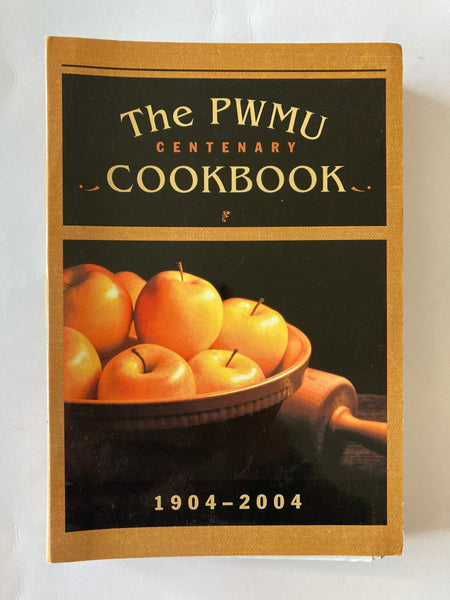 The PWMU
CENTENARY
COOKBOOK
1904–2004